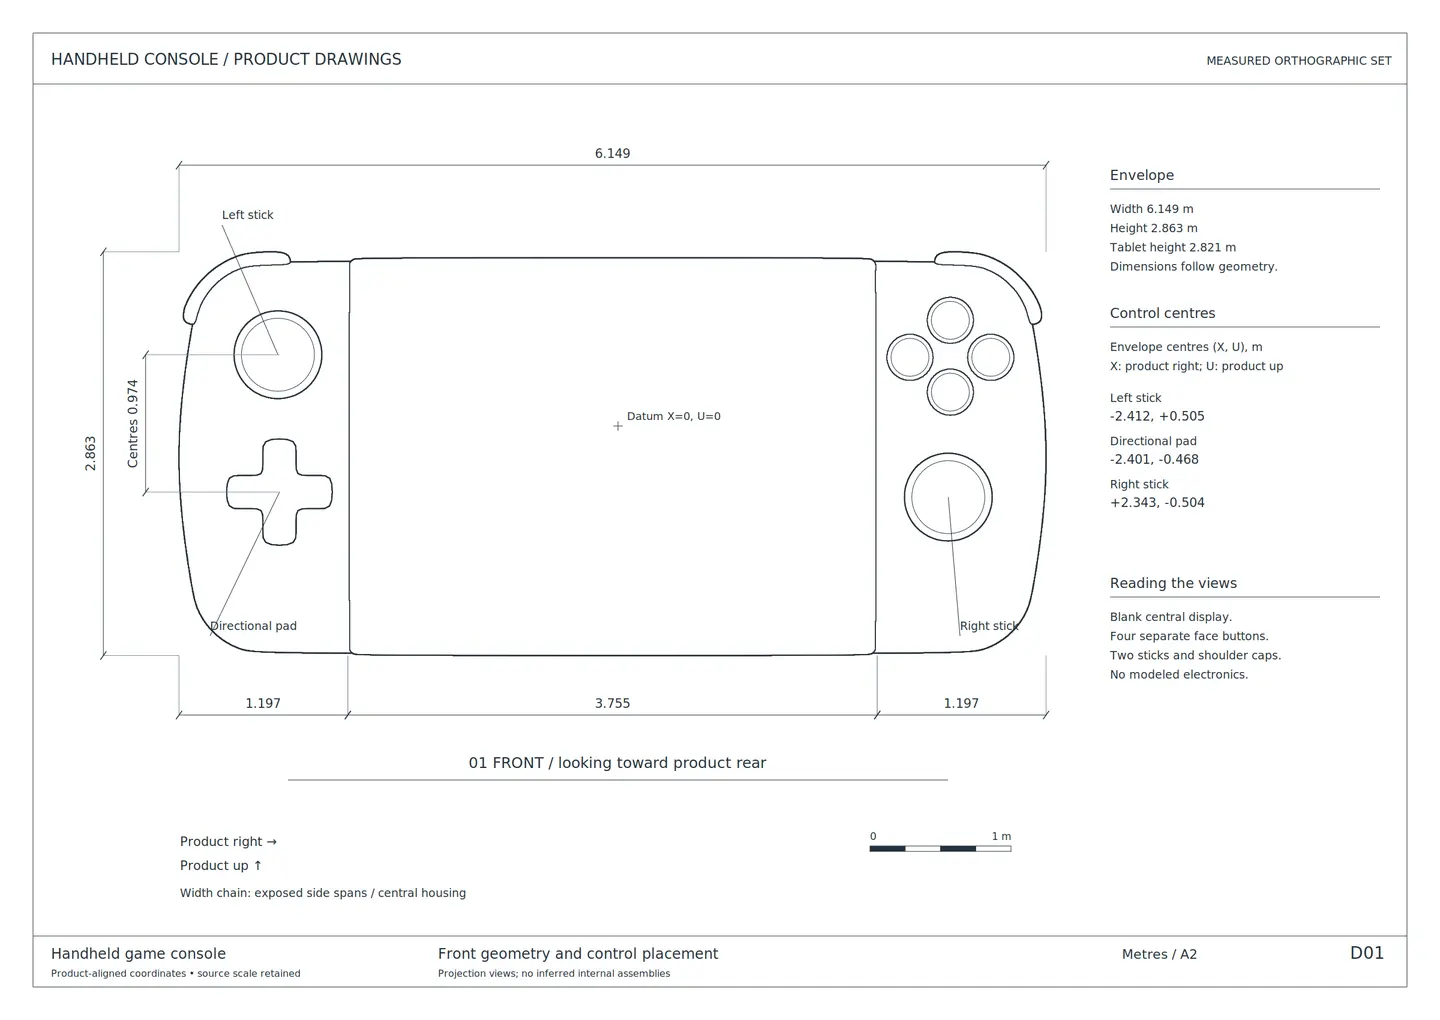 HANDHELD CONSOLE / PRODUCT DRAWINGS
MEASURED ORTHOGRAPHIC SET
6.149
Left stick
2.863
Centres 0.974
Datum X=0, U=0
Directional pad
Right stick
1.197
3.755
1.197
01 FRONT / looking toward product rear
Envelope
Width 6.149 m
Height 2.863 m
Tablet height 2.821 m
Dimensions follow geometry.
Control centres
Envelope centres (X, U), m
X: product right; U: product up
Left stick
-2.412, +0.505
Directional pad
-2.401, -0.468
Right stick
+2.343, -0.504
Reading the views
Blank central display.
Four separate face buttons.
Two sticks and shoulder caps.
No modeled electronics.
Product right →
Product up ↑
Width chain: exposed side spans / central housing
0
1 m
Handheld game console
Product-aligned coordinates • source scale retained
Front geometry and control placement
Projection views; no inferred internal assemblies
Metres / A2
D01